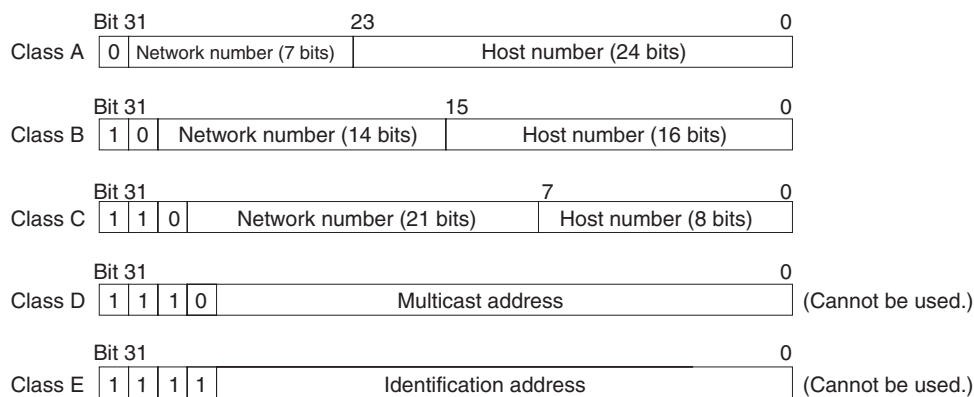 Bit 31 23 0
Class A 0 Network number (7 bits) Host number (24 bits)
Bit 31 15 0
Class B 1 0 Network number (14 bits) Host number (16 bits)
Bit 31 7 0
Class C 1 1 0 Network number (21 bits) Host number (8 bits)
Bit 31 0
Class D 1 1 1 0 Multicast address (Cannot be used.)
Bit 31 0
Class E 1 1 1 1 Identification address (Cannot be used.)